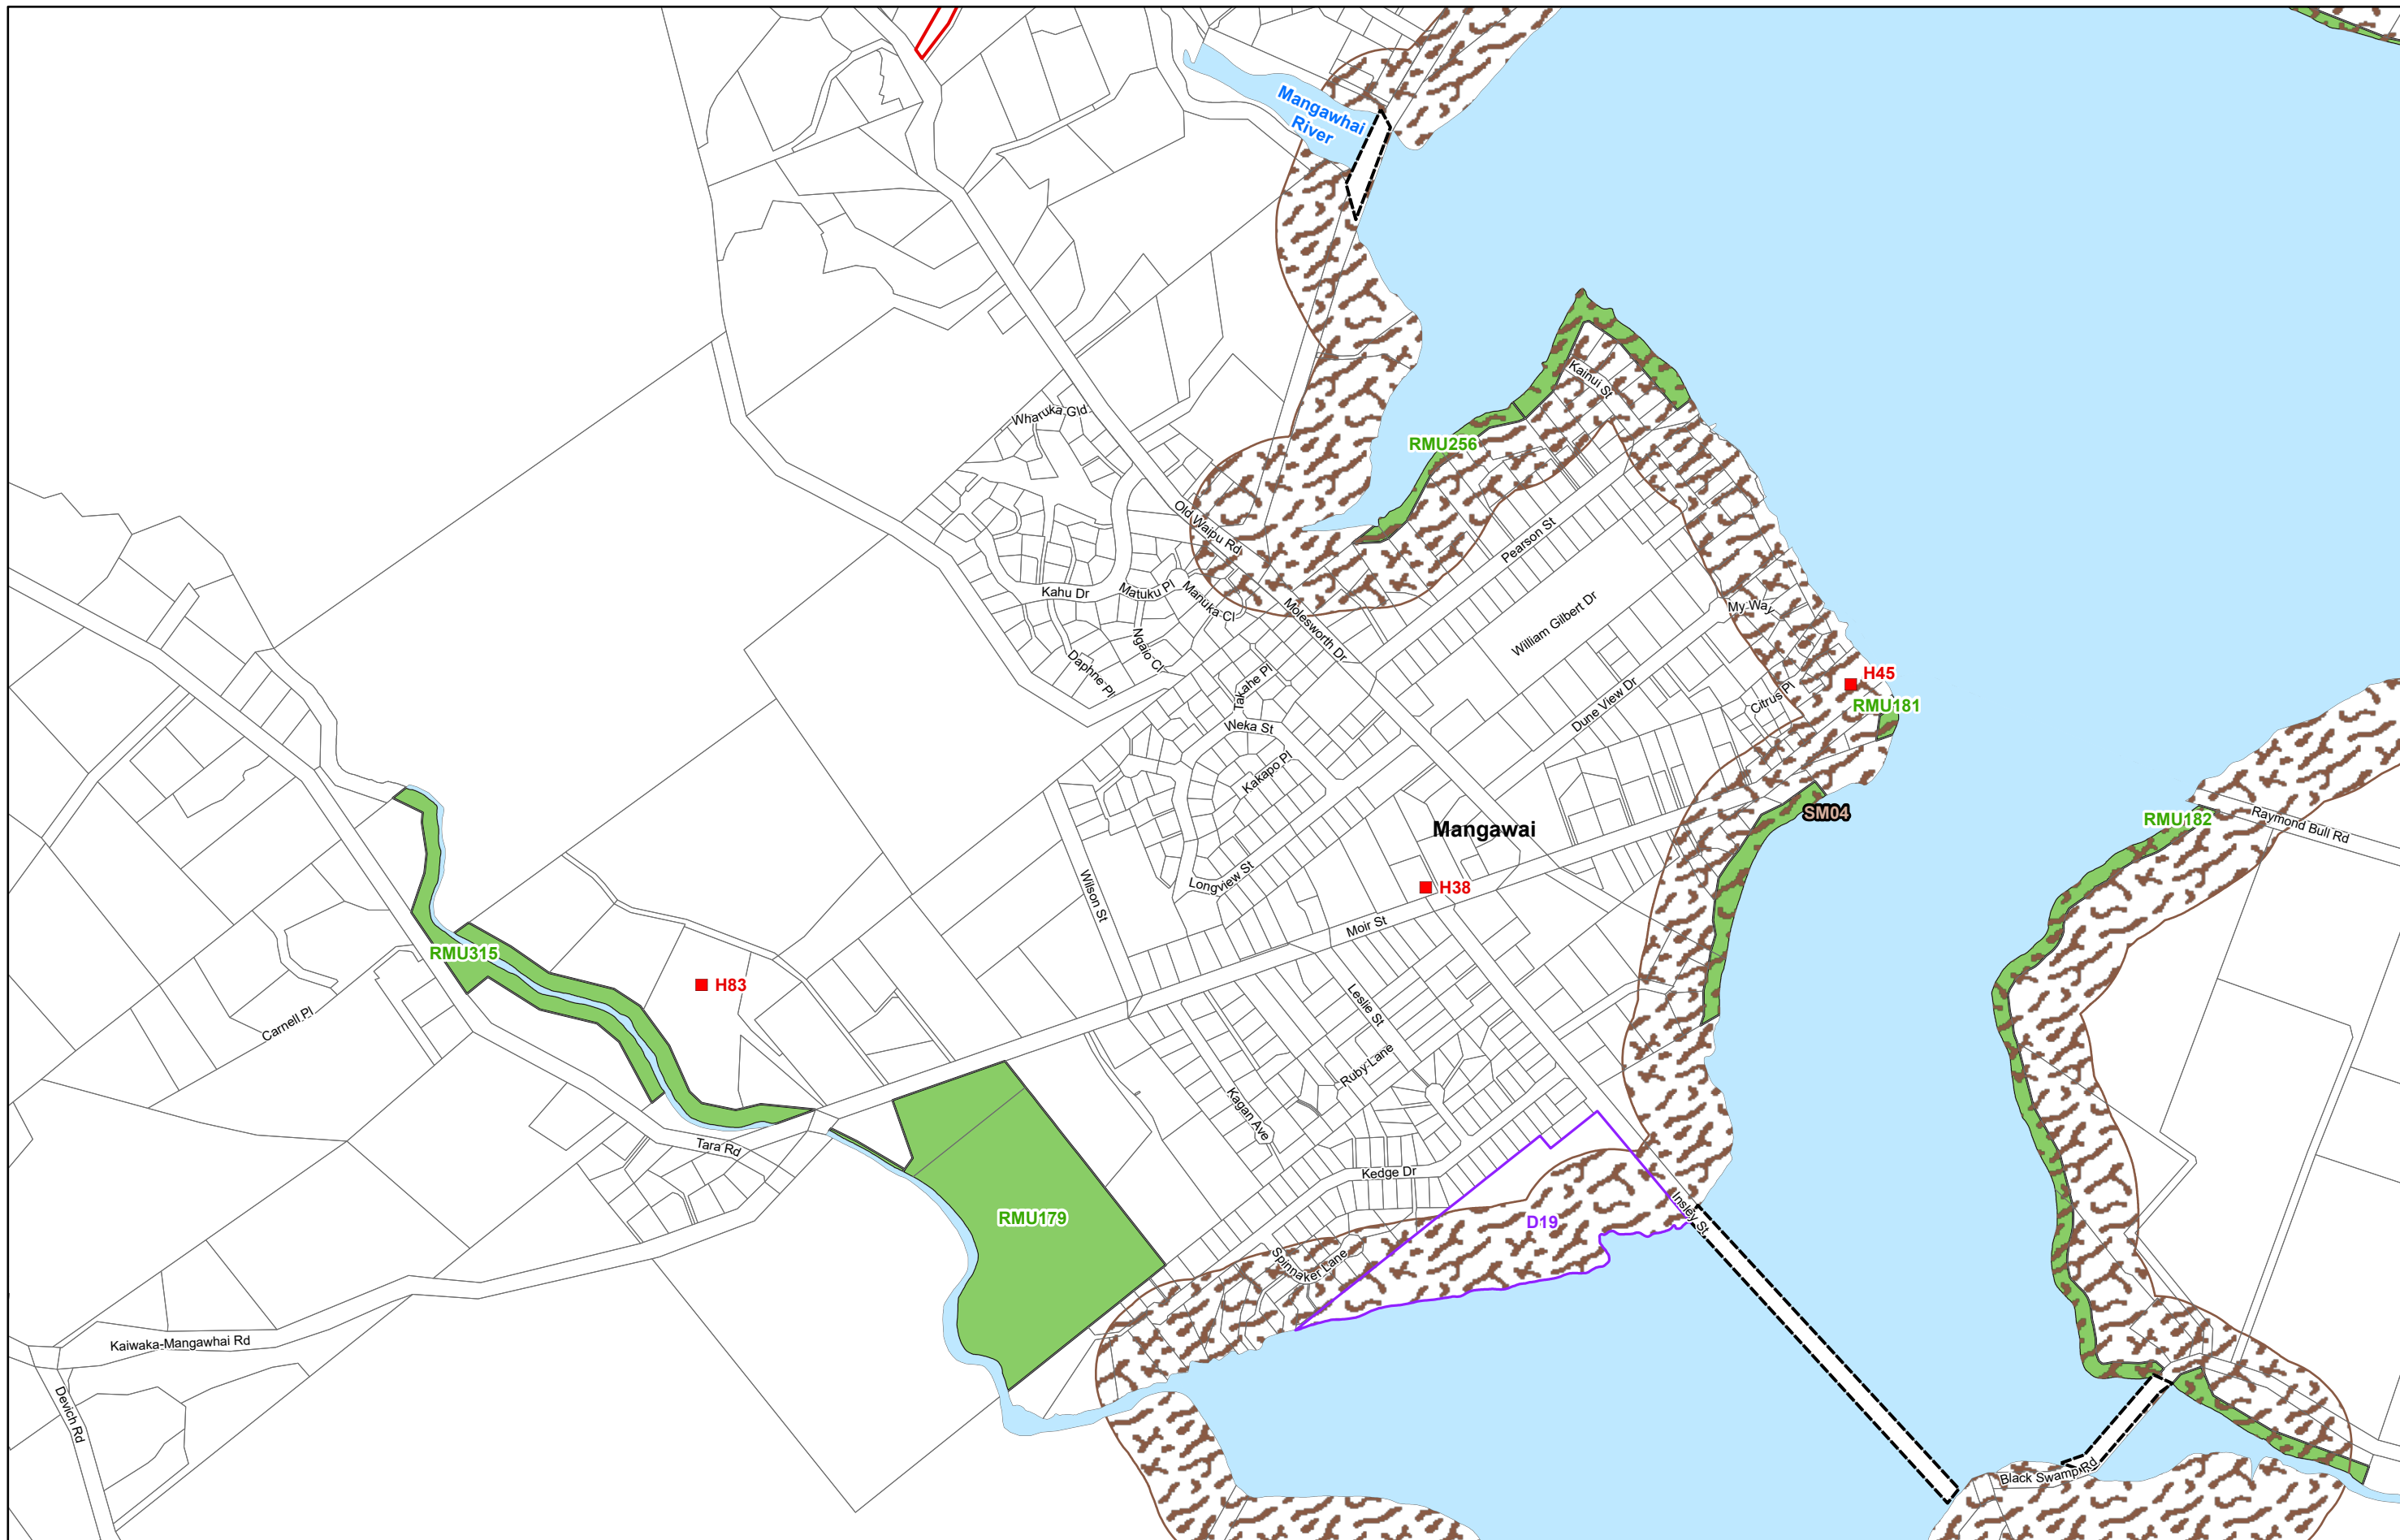 Mangawhai
River
Kainui St
Wharuka Gld
RMU256
Old Waipu Rd
Pearson St
Kahu Dr
Matuku Pl
Manuka Cl
Molesworth Dr
William Gilbert Dr
My Way
Ngaio Cl
Daphne Pl
Takahe Pl
H45
Citrus Pl
RMU181
Dune View Dr
Weka St
Kakapo Pl
SM04
RMU182
Raymond Bull Rd
Mangawai
Longview St
Wilson St
H38
Moir St
RMU315
H83
Leslie St
Carnell Pl
Ruby Lane
Kagan Ave
Tara Rd
Kedge Dr
RMU179
D19
Insley St
Spinnaker Lane
Kaiwaka-Mangawhai Rd
Devich Rd
Black Swamp Rd